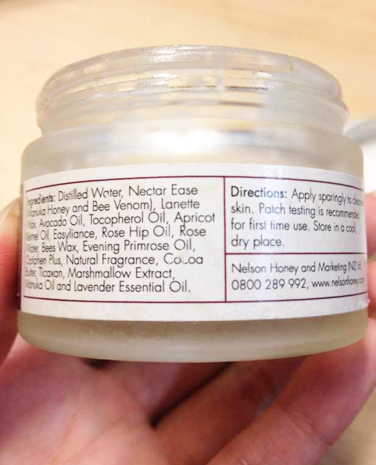 Ingredients: Distilled Water, Nectar Ease
(Manuka Honey and Bee Venom), Lanette
Wax, Avocado Oil, Tocopherol Oil, Apricot
Kernel Oil, Easyliance, Rose Hip Oil, Rose
Water, Bees Wax, Evening Primrose Oil,
Plus, Natural Fragrance, Cocoa
Butter, Ticaxian, Marshmallow Extract,
Manuka Oil and Lavender Essential Oil.
Directions: Apply sparingly to
skin. Patch testing is recommended
for first time use. Store in a cool,
dry place.
Nelson Honey and Marketing (NZ) ltd
0800 289 992, www.nelsonhoney.com